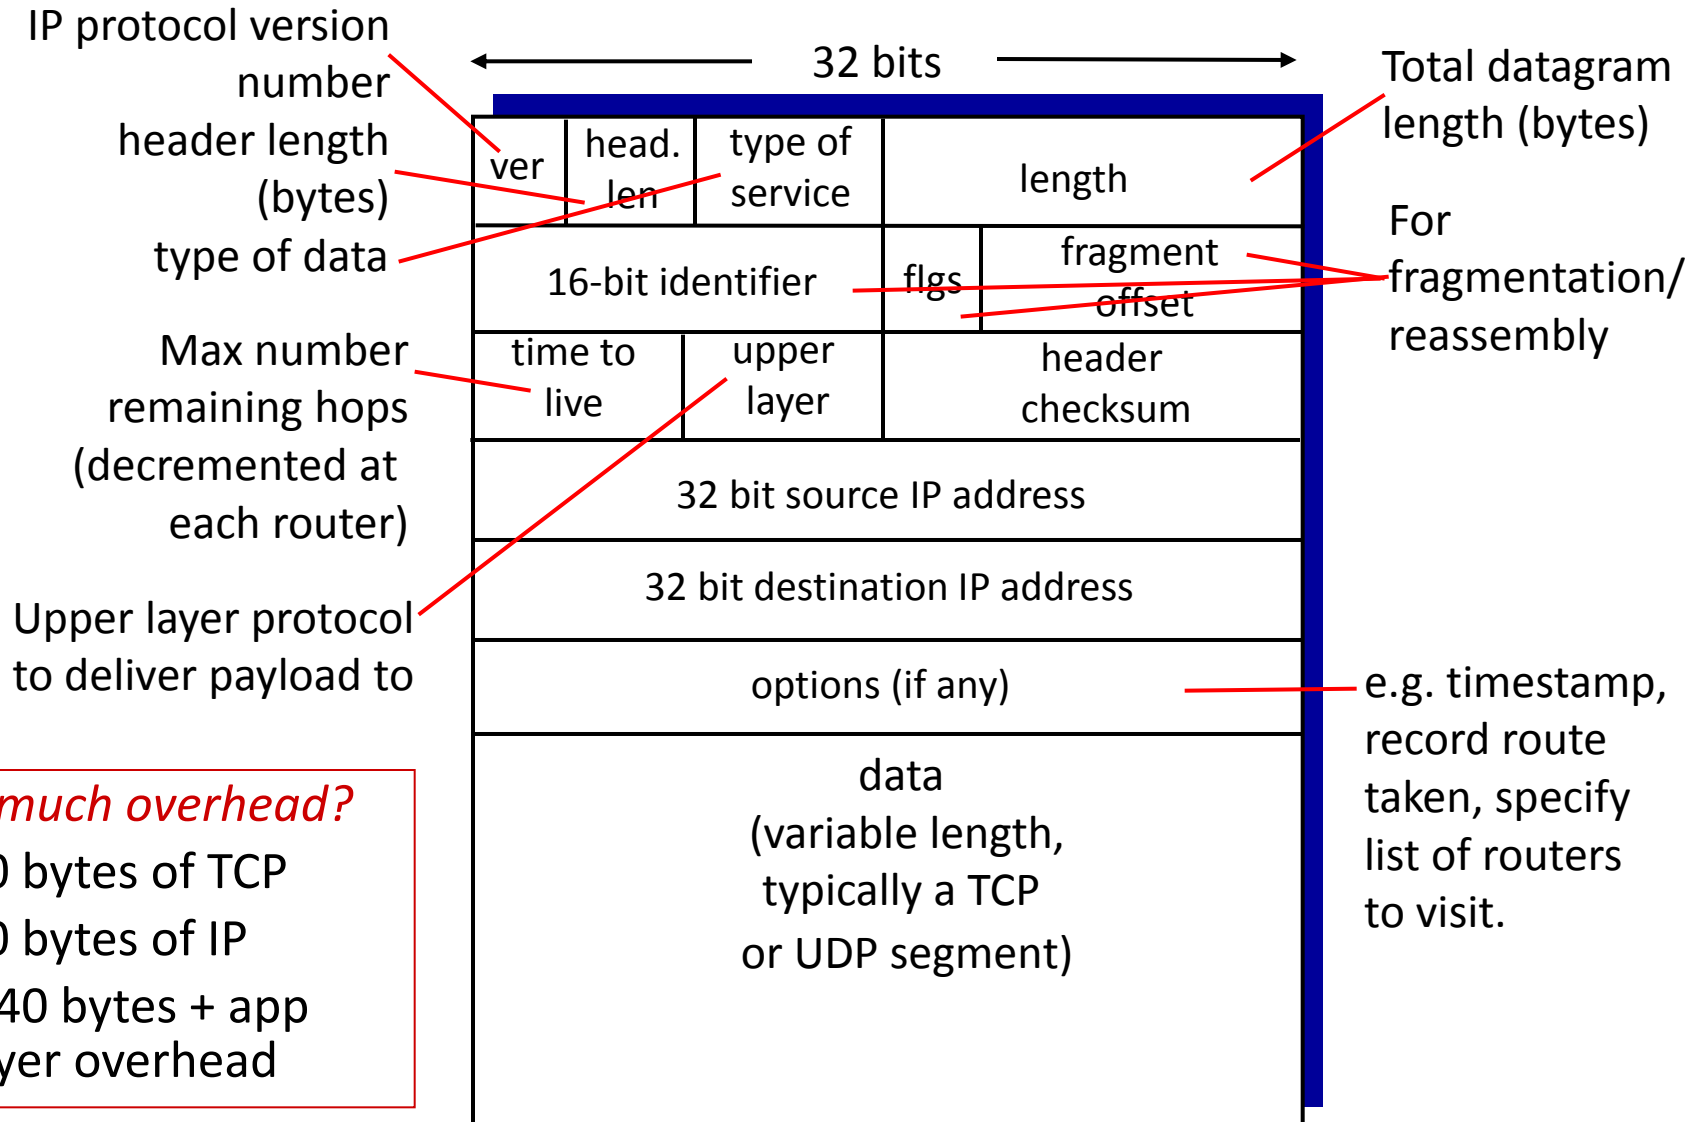 IP protocol version
number
header length
(bytes)
type of data
Max number
remaining hops
(decremented at
each router)
Upper layer protocol
to deliver payload to
much overhead?
0 bytes of TCP
0 bytes of IP
40 bytes + app
yer overhead
32 bits
ver
head.
len
type of
service
length
16-bit identifier
flgs
fragment
offset
time to
live
upper
layer
header
checksum
32 bit source IP address
32 bit destination IP address
options (if any)
data
(variable length,
typically a TCP
or UDP segment)
Total datagram
length (bytes)
For
fragmentation/
reassembly
e.g. timestamp,
record route
taken, specify
list of routers
to visit.